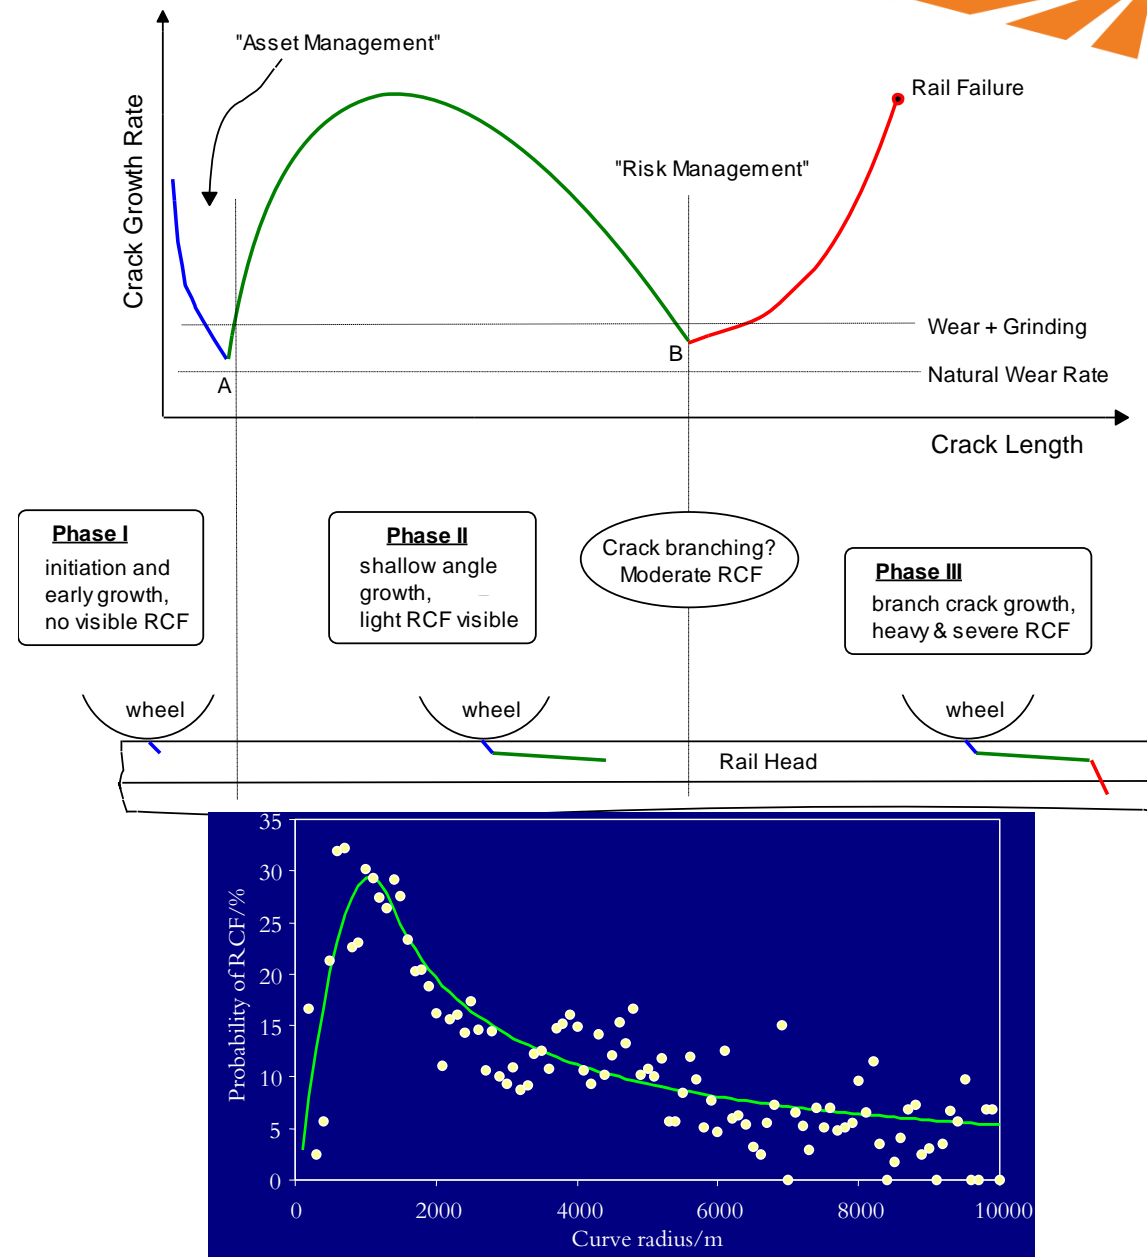 "Asset Management"
Rail Failure
Crack Growth Rate
"Risk Management"
Wear + Grinding
B
A
Natural Wear Rate
Crack Length
Phase I
initiation and
early growth,
no visible RCF
Phase II
shallow angle
growth,
light RCF visible
Crack branching?
Moderate RCF
Phase III
branch crack growth,
heavy & severe RCF
wheel
wheel
wheel
Rail Head
Probability of RCF/%
35
30
25
20
15
10
5
0
0 2000 4000 6000 8000 10000
Curve radius/m